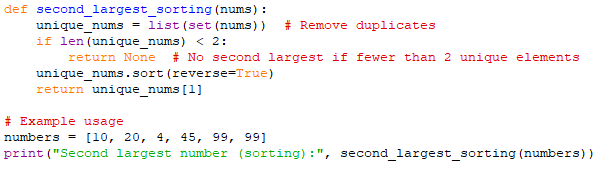 def second_largest_sorting(nums):
    unique_nums = list(set(nums))  # Remove duplicates
    if len(unique_nums) < 2:
        return None  # No second largest if fewer than 2 unique elements
    unique_nums.sort(reverse=True)
    return unique_nums[1]

# Example usage
numbers = [10, 20, 4, 45, 99, 99]
print("Second largest number (sorting):", second_largest_sorting(numbers))